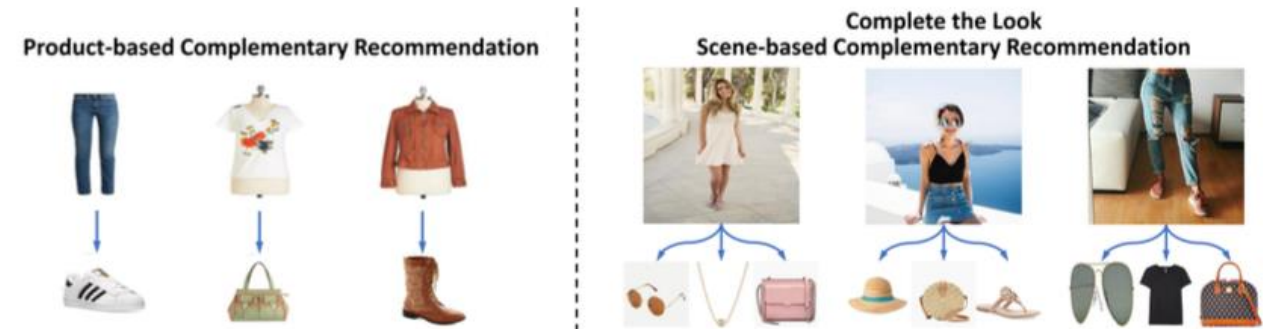 Product-based Complementary Recommendation
Complete the Look
Scene-based Complementary Recommendation